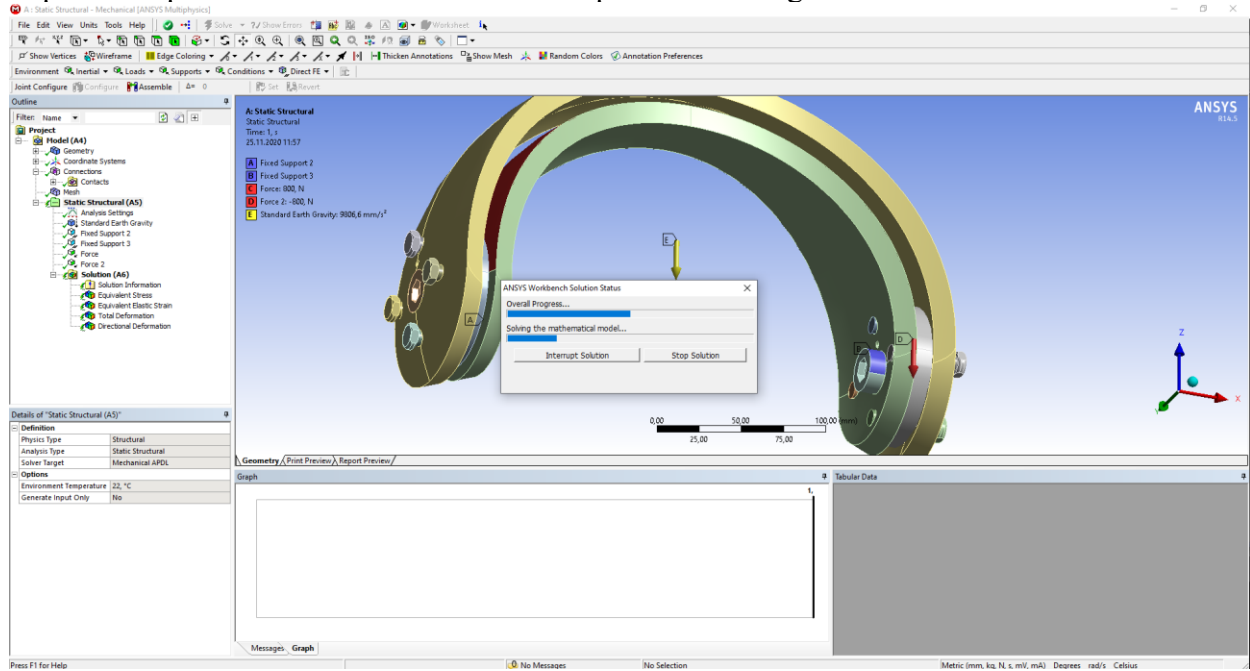 A : Static Structural - Mechanical [ANSYS Multiphysics]
File Edit View Units Tools Help Solve ?/ Show Errors Worksheet
Show Vertices Wireframe Edge Coloring Thicken Annotations Show Mesh Random Colors Annotation Preferences
Environment Inertial Loads Supports Conditions Direct FE
Joint Configure Configure Assemble Δ= 0 Set Revert
Outline
Filter: Name
Project
Model (A4)
Geometry
Coordinate Systems
Connections
Contacts
Mesh
Static Structural (A5)
Analysis Settings
Standard Earth Gravity
Fixed Support 2
Fixed Support 3
Force
Force 2
Solution (A6)
Solution Information
Equivalent Stress
Equivalent Elastic Strain
Total Deformation
Directional Deformation
Details of "Static Structural (A5)"
Definition
Physics Type Structural
Analysis Type Static Structural
Solver Target Mechanical APDL
Options
Environment Temperature 22, °C
Generate Input Only No
A: Static Structural
Static Structural
Time: 1, s
25.11.2020 11:57
A Fixed Support 2
B Fixed Support 3
C Force: 800, N
D Force 2: -800, N
E Standard Earth Gravity: 9806,6 mm/s²
ANSYS
R14.5
E
A
D
ANSYS Workbench Solution Status
Overall Progress...
Solving the mathematical model...
Interrupt Solution Stop Solution
0,00 50,00 100,00 (mm)
25,00 75,00
Z
X
Y
Geometry Print Preview Report Preview
Graph
1,
Messages Graph
Tabular Data
Press F1 for Help No Messages No Selection Metric (mm, kg, N, s, mV, mA) Degrees rad/s Celsius